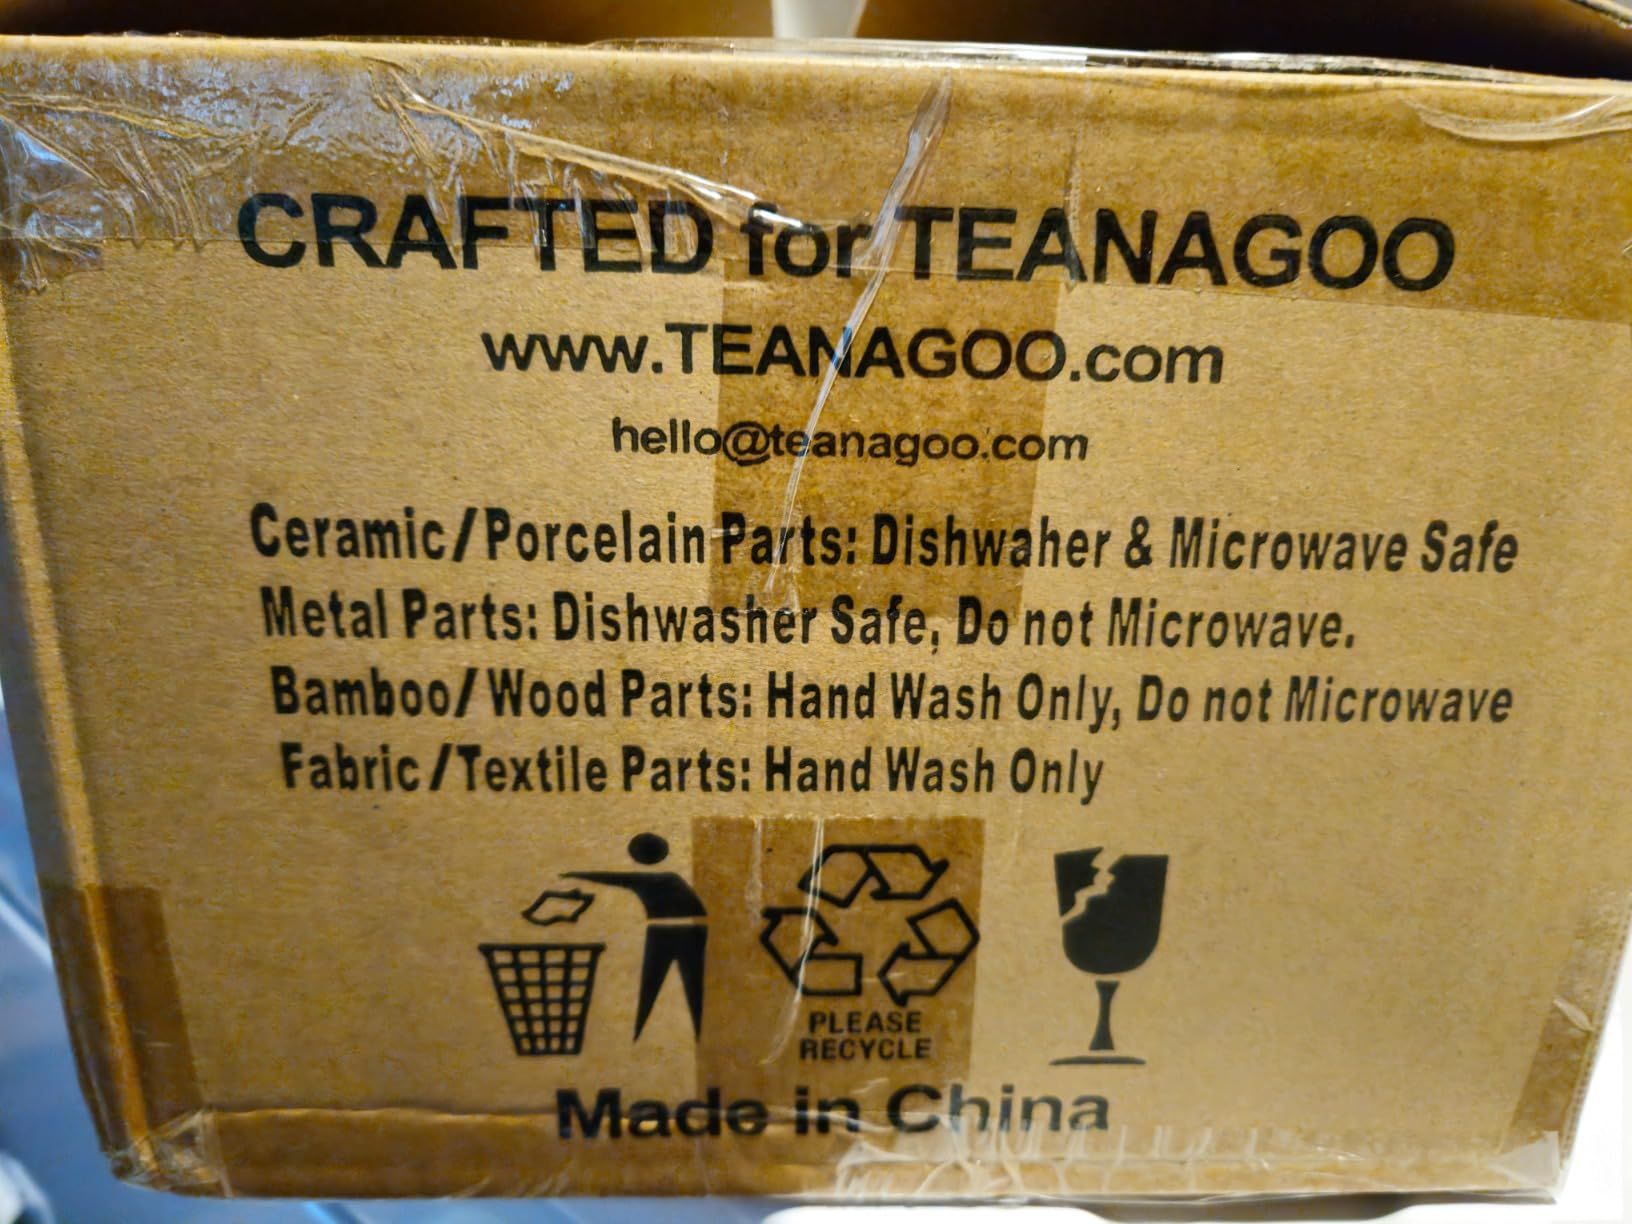 CRAFTED for TEANAGOO
www.TEANAGOO.com
hello@teanagoo.com
Ceramic/Porcelain Parts: Dishwaher & Microwave Safe
Metal Parts: Dishwasher Safe, Do not Microwave.
Bamboo/Wood Parts: Hand Wash Only, Do not Microwave
Fabric/Textile Parts: Hand Wash Only
PLEASE
RECYCLE
Made in China